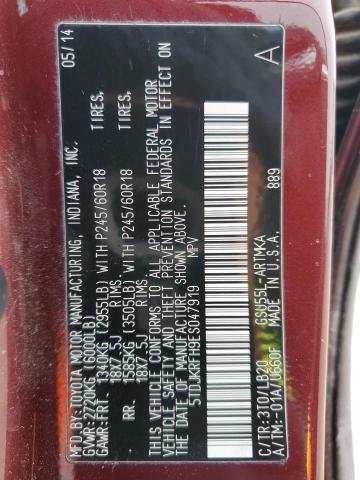 MFD.BY:TOYOTA MOTOR MANUFACTURING, INDIANA, INC. 05/14
GVWR:2720KG(6000LB)
GAWR:FRT. 1340KG (2955LB) WITH P245/60R18 TIRES,
18X7.5J RIMS
RR. 1585KG (3505LB) WITH P245/60R18 TIRES,
18X7.5J RIMS
THIS VEHICLE CONFORMS TO ALL APPLICABLE FEDERAL MOTOR
VEHICLE SAFETY AND THEFT PREVENTION STANDARDS IN EFFECT ON
THE DATE OF MANUFACTURE SHOWN ABOVE.
5TDJKRFH9ES047919 MPV
A
889
C/TR:3T0/LB20 GSU55L-ARTMKA
A/TM:-01A/U660F MADE IN U.S.A.